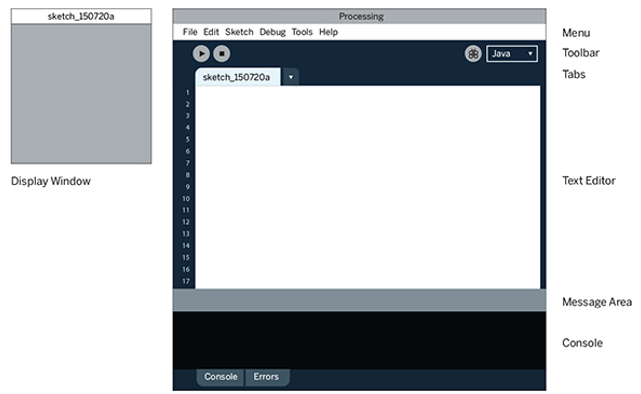 sketch_150720a
Display Window
Processing
File Edit Sketch Debug Tools Help
Java
sketch_150720a
1
2
3
4
5
6
7
8
9
10
11
12
13
14
15
16
17
Console Errors
Menu
Toolbar
Tabs
Text Editor
Message Area
Console